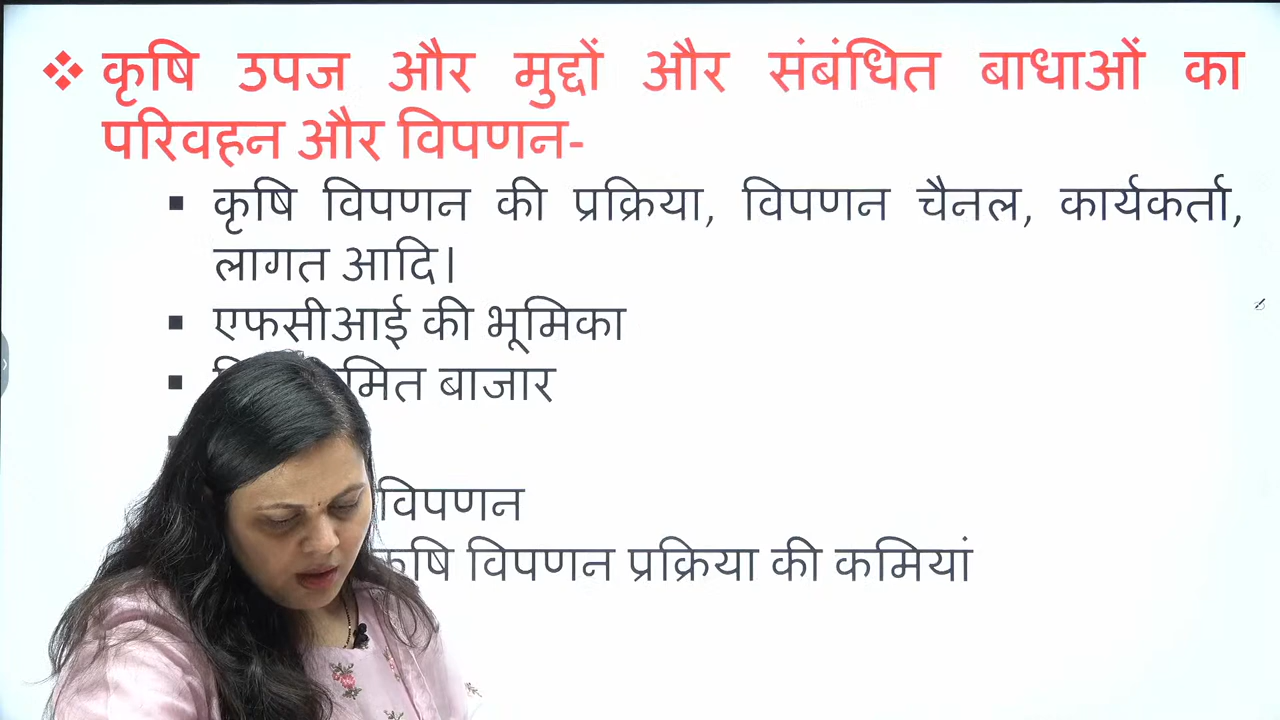 ❖ कृषि उपज और मुद्दों और संबंधित बाधाओं का
परिवहन और विपणन-
▪ कृषि विपणन की प्रक्रिया, विपणन चैनल, कार्यकर्ता,
लागत आदि।
▪ एफसीआई की भूमिका
▪ बाजार
विपणन
कृषि विपणन प्रक्रिया की कमियां